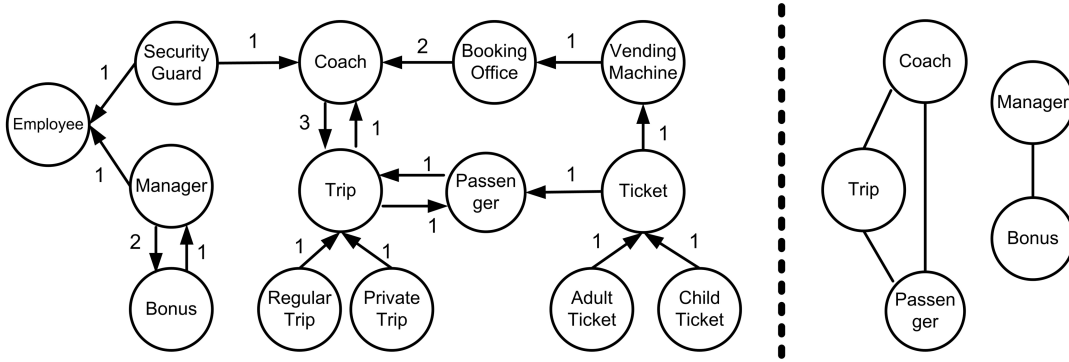 Security
Guard
1
Coach
2
Booking
Office
1
Vending
Machine
1
Employee
1
Manager
2
1
Bonus
3
1
Trip
1
1
Passen
ger
1
Ticket
1
1
1
Regular
Trip
Private
Trip
1
1
Adult
Ticket
Child
Ticket
Coach
Manager
Trip
Bonus
Passen
ger